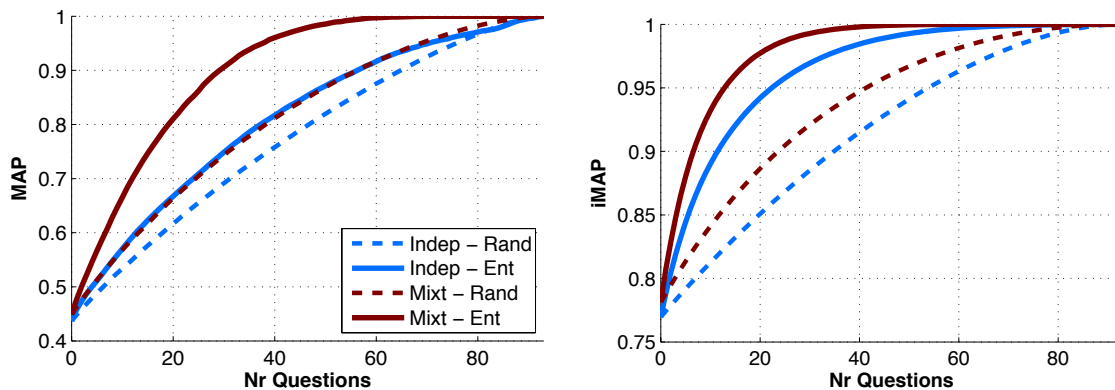 1
0.9
0.8
0.7
0.6
0.5
0.4
MAP
0 20 40 60 80
Nr Questions
Indep – Rand
Indep – Ent
Mixt – Rand
Mixt – Ent
1
0.95
0.9
0.85
0.8
0.75
iMAP
0 20 40 60 80
Nr Questions